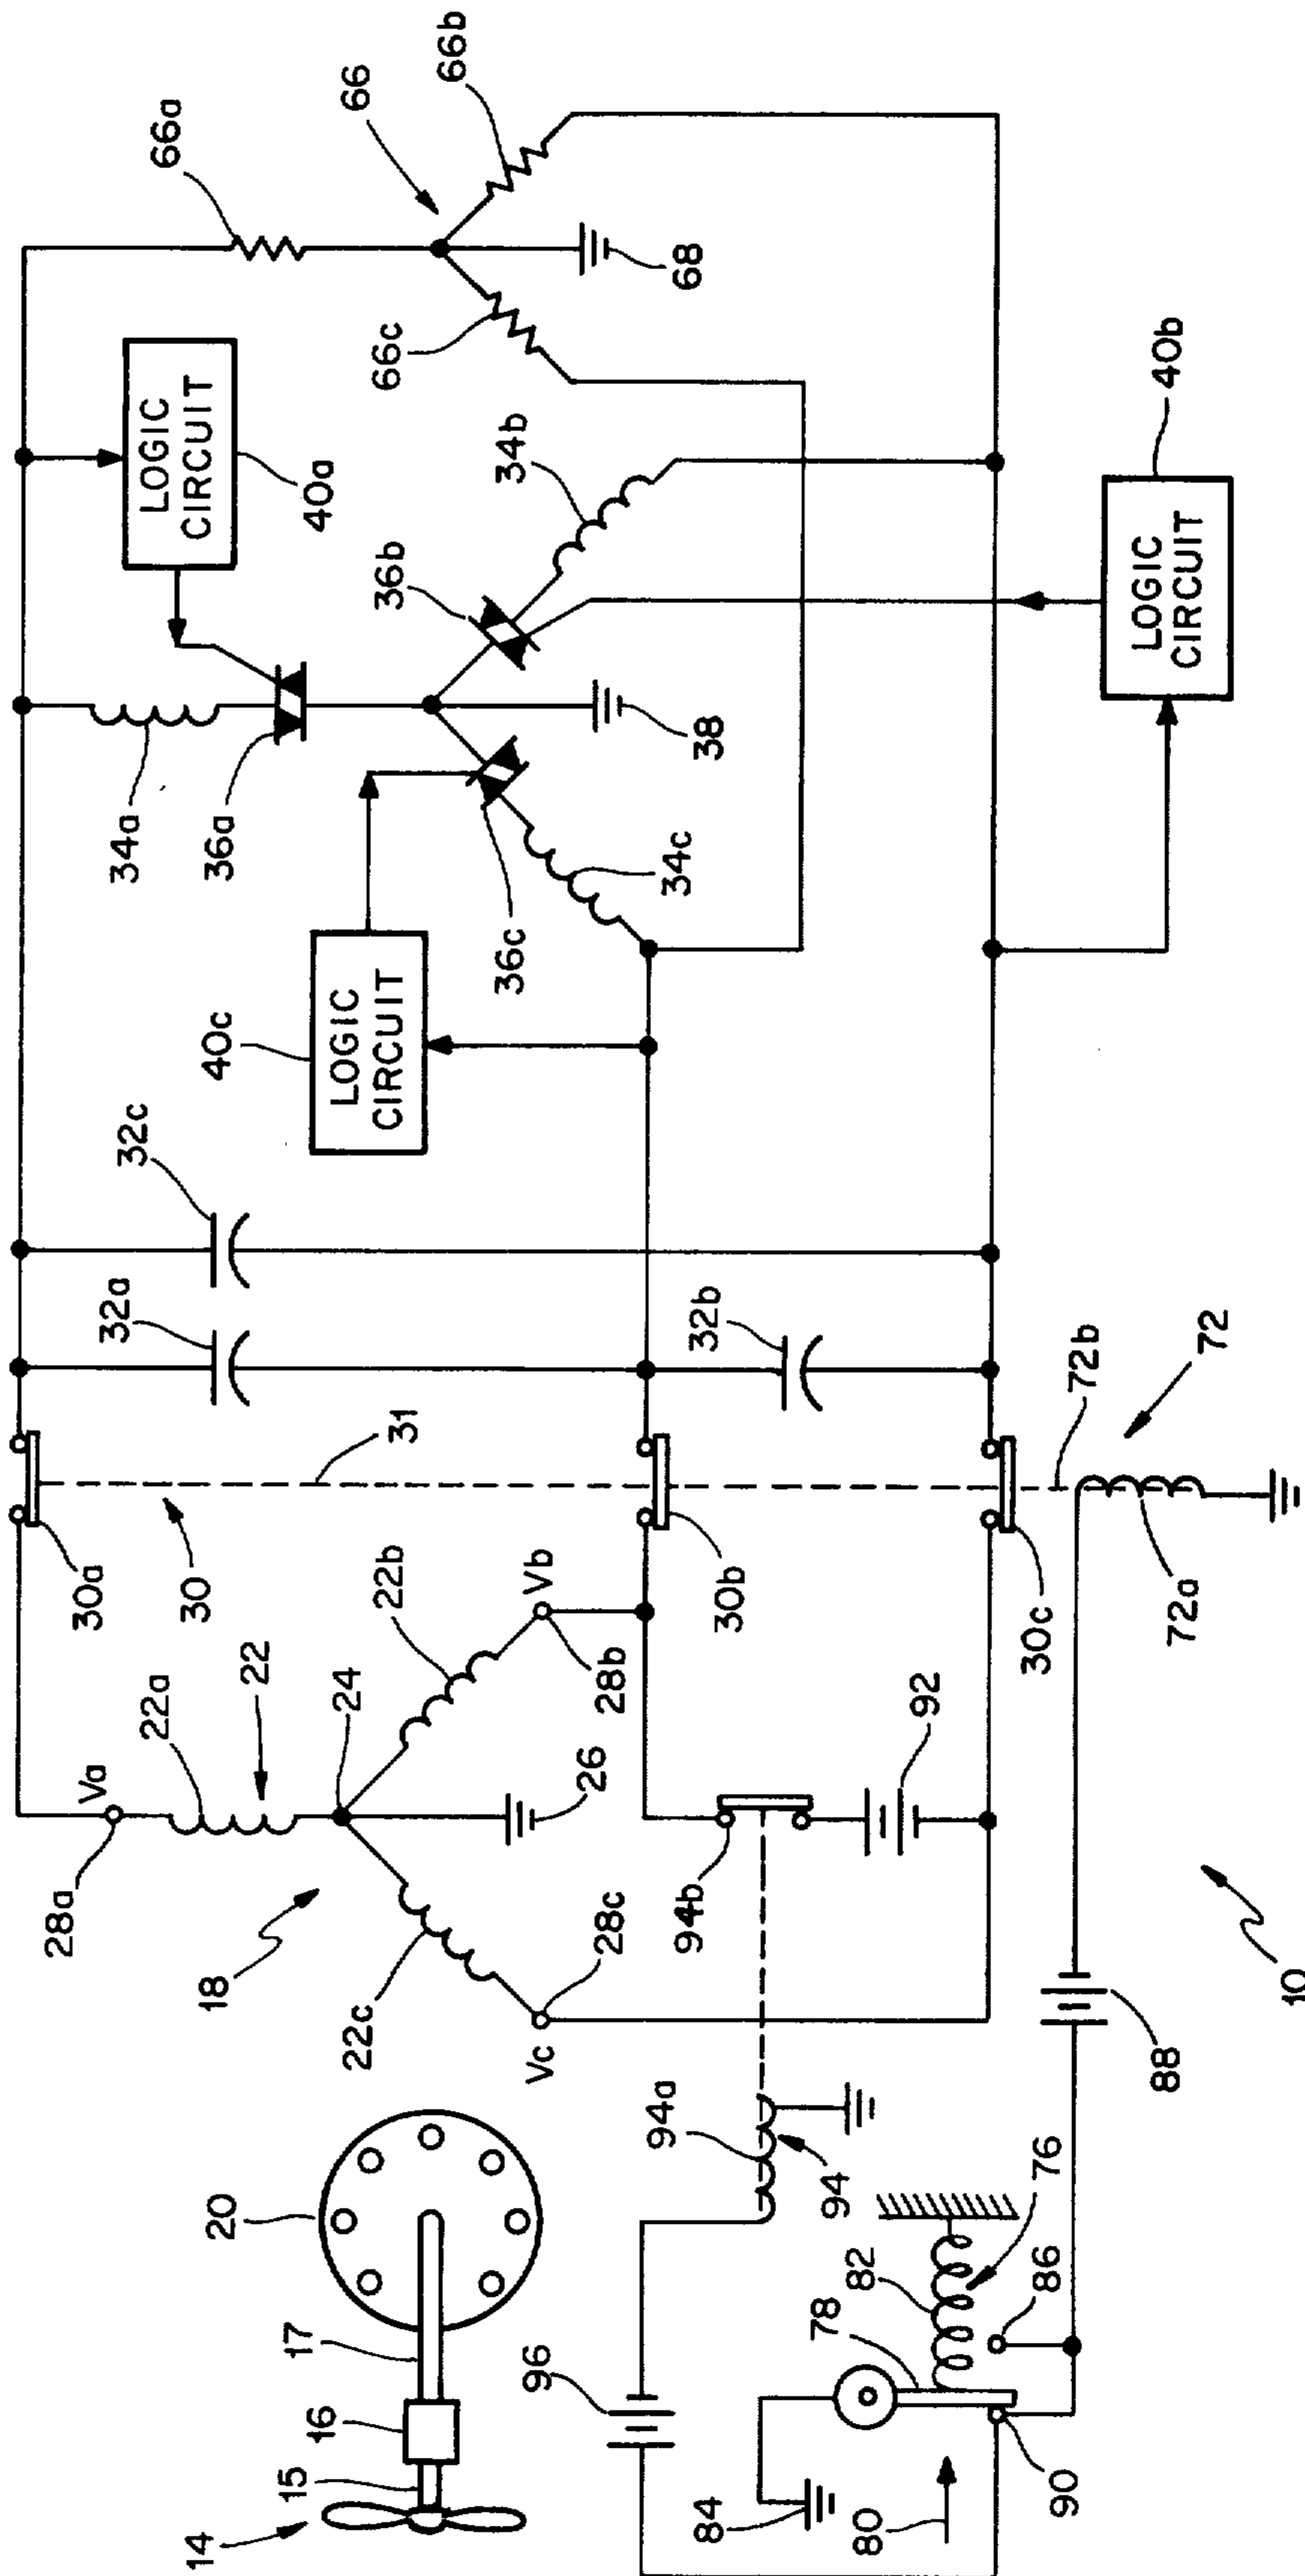 66b
66
66a
68
66c
LOGIC
CIRCUIT
40a
34b
40b
36b
LOGIC
CIRCUIT
38
34a
36a
34c
36c
40c
LOGIC
CIRCUIT
32c
32a
32b
72
72b
31
30
30a
30b
30c
72a
22b
Vb
28b
22
22a
24
Va
26
92
28a
94b
18
28c
22c
Vc
10
88
94a
94
20
76
82
86
17
78
96
16
90
15
84
80
14